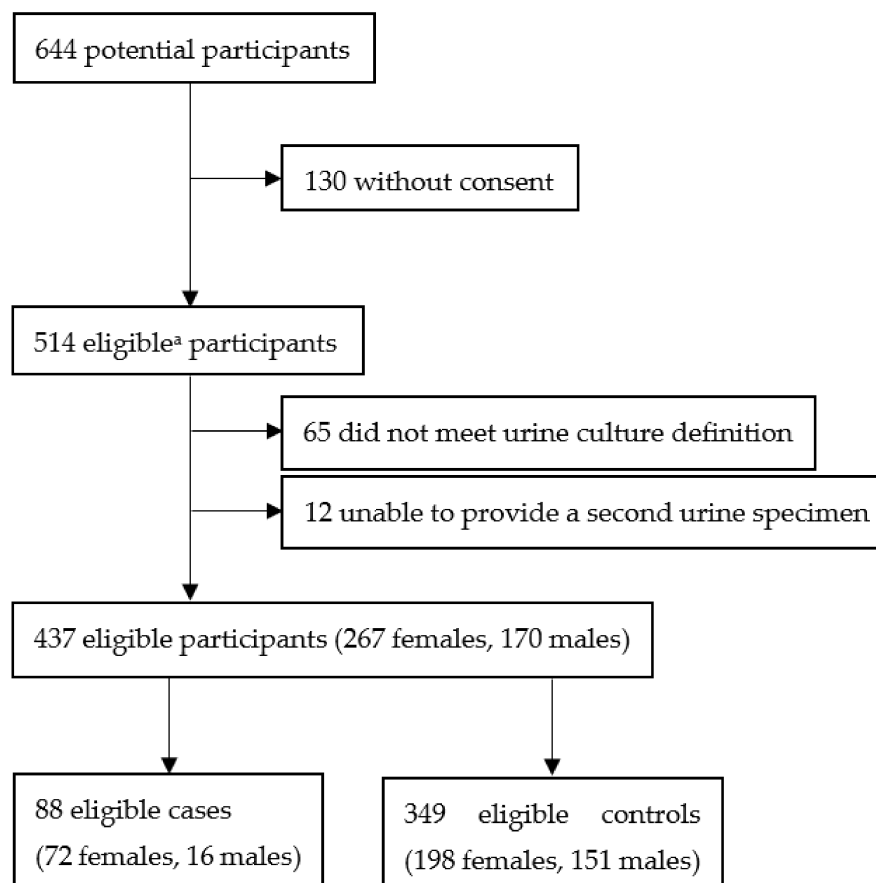 644 potential participants
130 without consent
514 eligibleᵃ participants
65 did not meet urine culture definition
12 unable to provide a second urine specimen
437 eligible participants (267 females, 170 males)
88 eligible cases
(72 females, 16 males)
349 eligible controls
(198 females, 151 males)